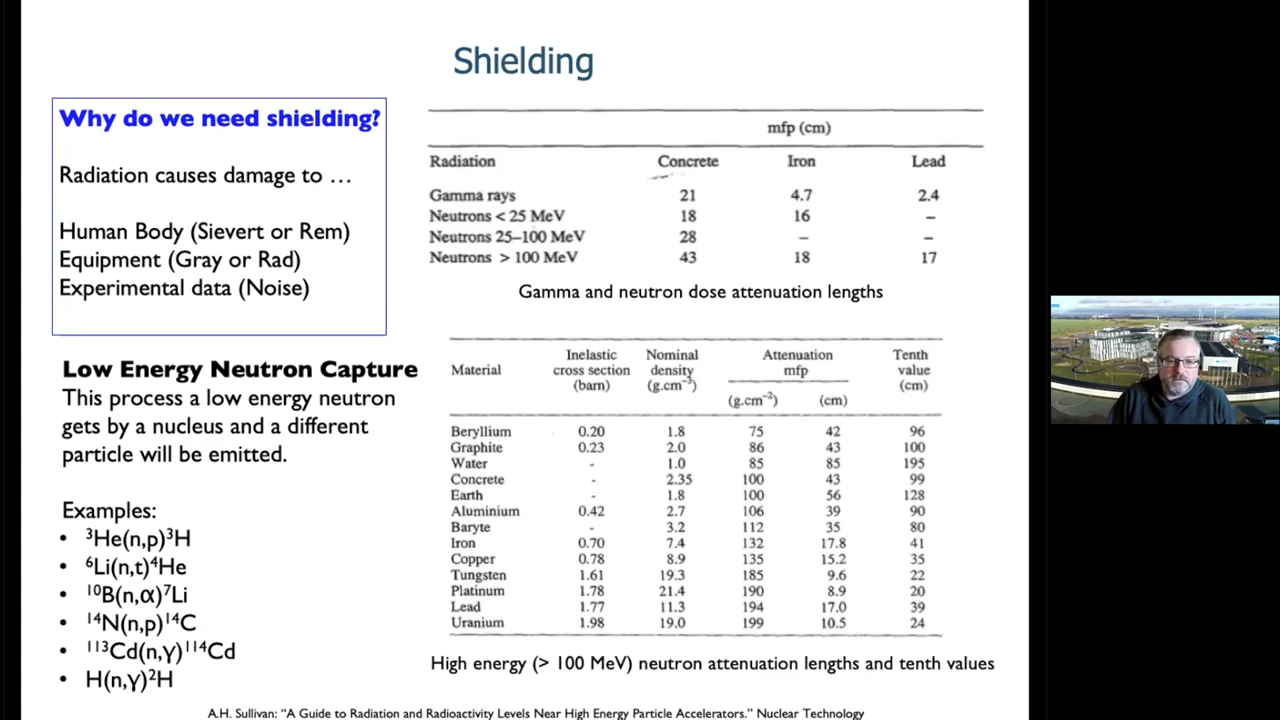 Shielding
Why do we need shielding?
Radiation causes damage to …
Human Body (Sievert or Rem)
Equipment (Gray or Rad)
Experimental data (Noise)
Low Energy Neutron Capture
This process a low energy neutron
gets by a nucleus and a different
particle will be emitted.
Examples:
• ³He(n,p)³H
• ⁶Li(n,t)⁴He
• ¹⁰B(n,α)⁷Li
• ¹⁴N(n,p)¹⁴C
• ¹¹³Cd(n,γ)¹¹⁴Cd
• H(n,γ)²H
mfp (cm)
Radiation Concrete Iron Lead
Gamma rays 21 4.7 2.4
Neutrons < 25 MeV 18 16 –
Neutrons 25–100 MeV 28 – –
Neutrons > 100 MeV 43 18 17
Gamma and neutron dose attenuation lengths
Inelastic Nominal Attenuation Tenth
Material cross section density mfp value
(barn) (g.cm⁻³) (cm)
(g.cm⁻²) (cm)
Beryllium 0.20 1.8 75 42 96
Graphite 0.23 2.0 86 43 100
Water - 1.0 85 85 195
Concrete - 2.35 100 43 99
Earth - 1.8 100 56 128
Aluminium 0.42 2.7 106 39 90
Baryte - 3.2 112 35 80
Iron 0.70 7.4 132 17.8 41
Copper 0.78 8.9 135 15.2 35
Tungsten 1.61 19.3 185 9.6 22
Platinum 1.78 21.4 190 8.9 20
Lead 1.77 11.3 194 17.0 39
Uranium 1.98 19.0 199 10.5 24
High energy (> 100 MeV) neutron attenuation lengths and tenth values
A.H. Sullivan: “A Guide to Radiation and Radioactivity Levels Near High Energy Particle Accelerators.” Nuclear Technology